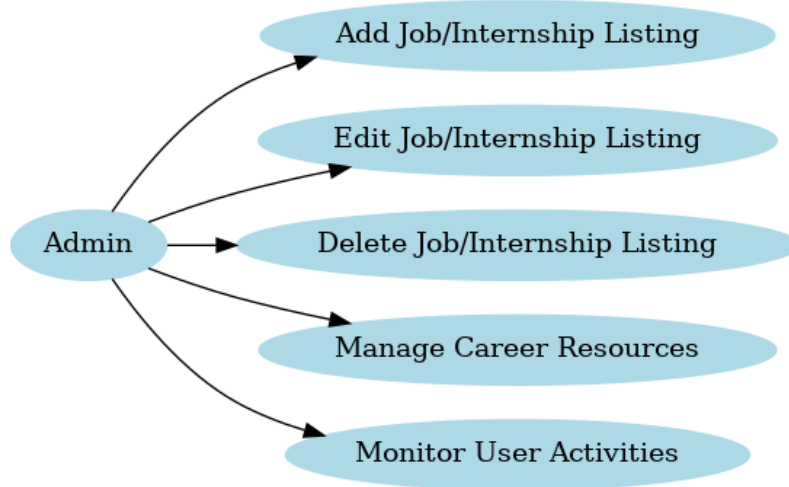 Add Job/Internship Listing
Edit Job/Internship Listing
Admin
Delete Job/Internship Listing
Manage Career Resources
Monitor User Activities